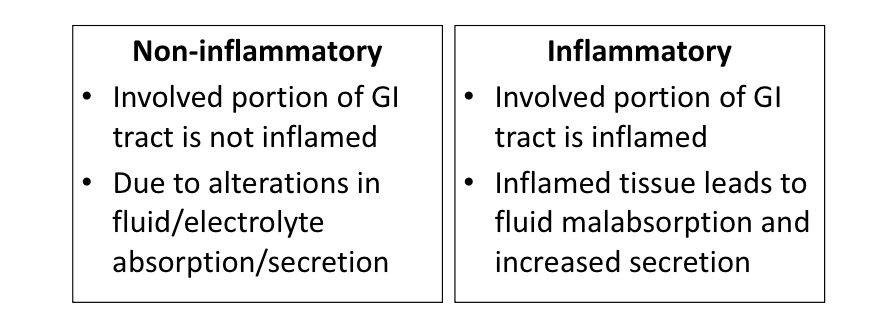 Non-inflammatory
• Involved portion of GI
tract is not inflamed
• Due to alterations in
fluid/electrolyte
absorption/secretion
Inflammatory
• Involved portion of GI
tract is inflamed
• Inflamed tissue leads to
fluid malabsorption and
increased secretion